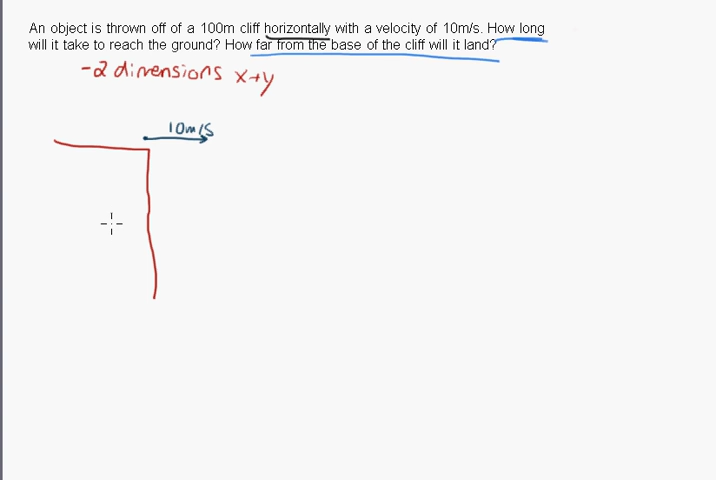 An object is thrown off of a 100m cliff horizontally with a velocity of 10m/s. How long
will it take to reach the ground? How far from the base of the cliff will it land?
-2 dimensions x+y
10m/s